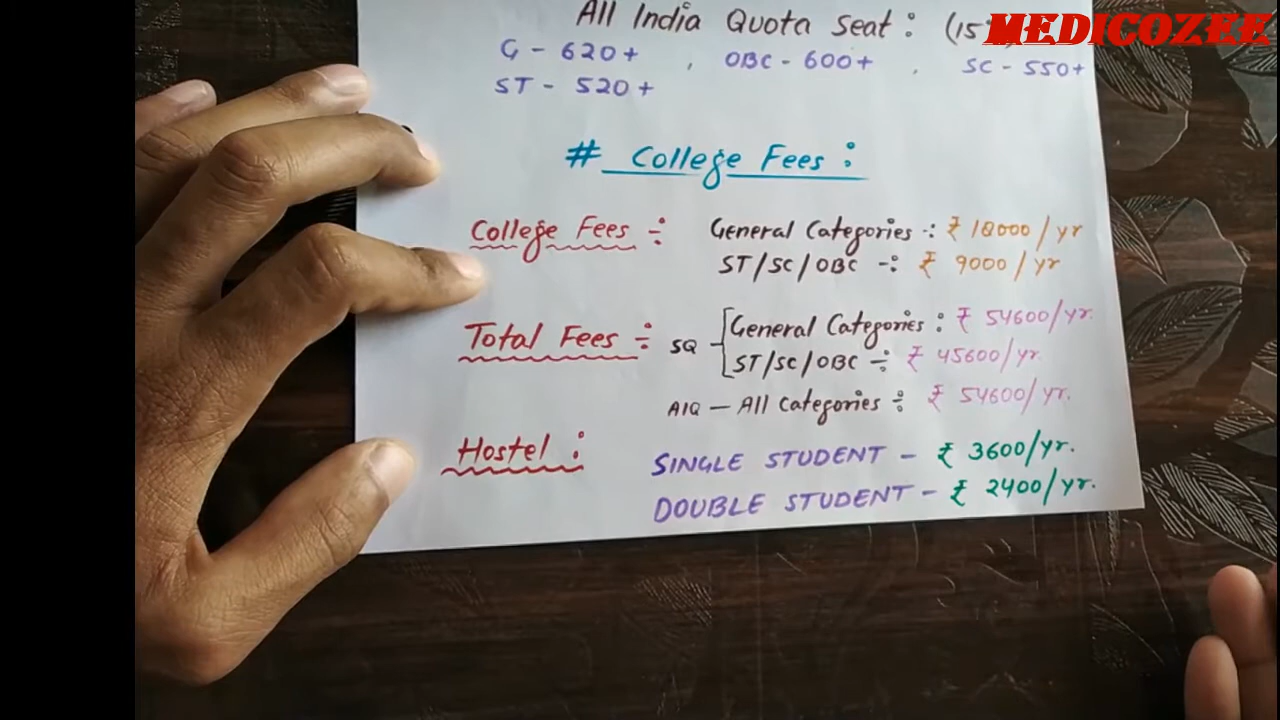 All India Quota Seat : (15
MEDICOZEE
G - 620+ , OBC - 600+ , SC - 550+
ST - 520+
# College Fees :
College Fees ÷ General Categories -: ₹ 18000/yr
ST/SC/OBC -: ₹ 9000/yr
Total Fees ÷ SQ General Categories : ₹ 54600/yr.
ST/SC/OBC ÷ ₹ 45600/yr.
AIQ - All Categories ÷ ₹ 54600/yr.
Hostel : SINGLE STUDENT - ₹ 3600/yr.
DOUBLE STUDENT - ₹ 2400/yr.